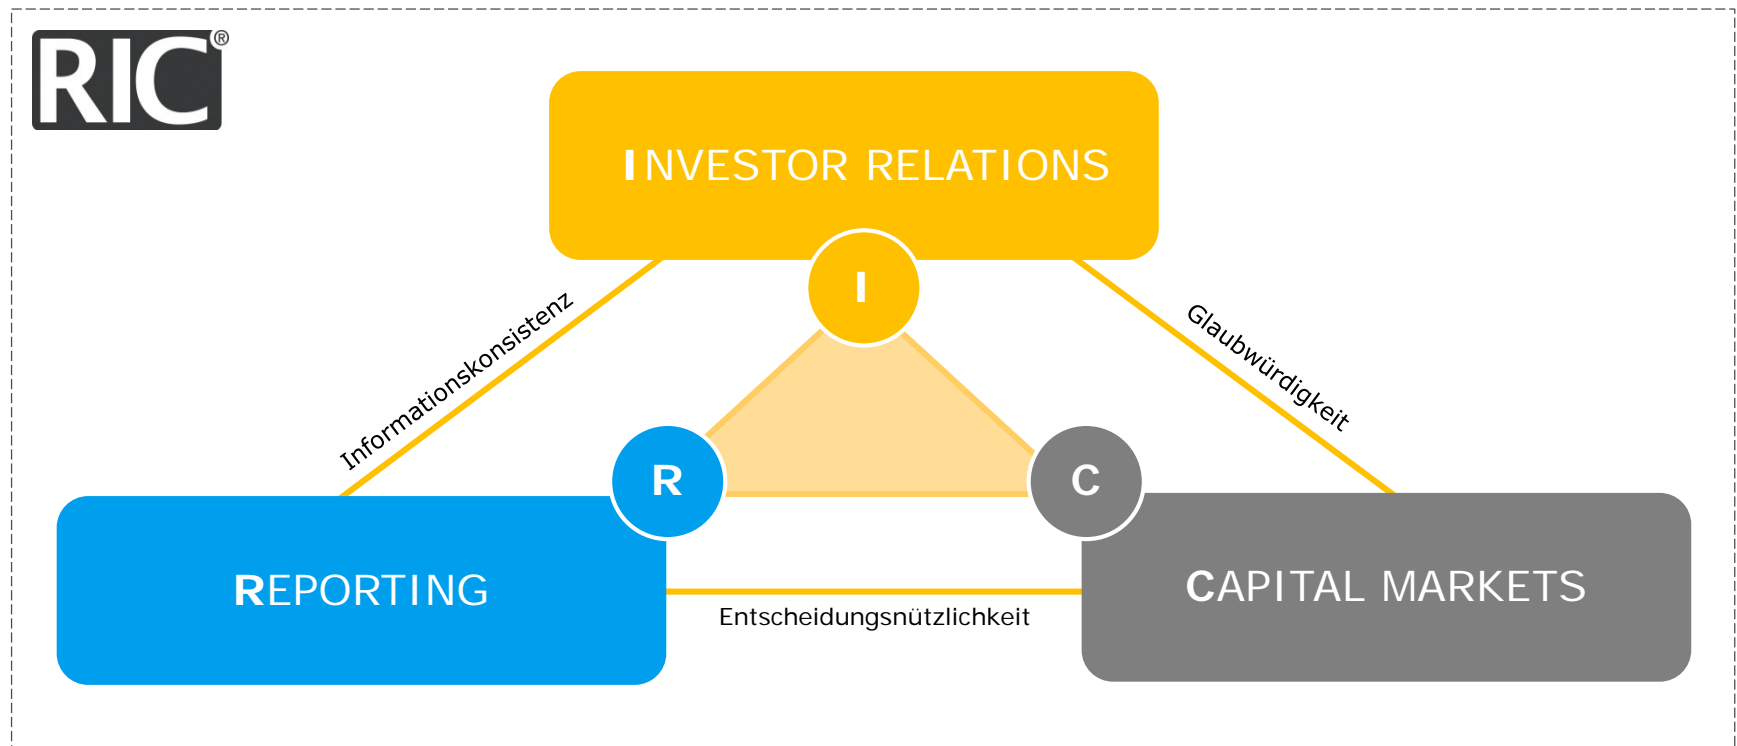 RIC®
INVESTOR RELATIONS
I
Informationskonsistenz
Glaubwürdigkeit
R
C
REPORTING
CAPITAL MARKETS
Entscheidungsnützlichkeit